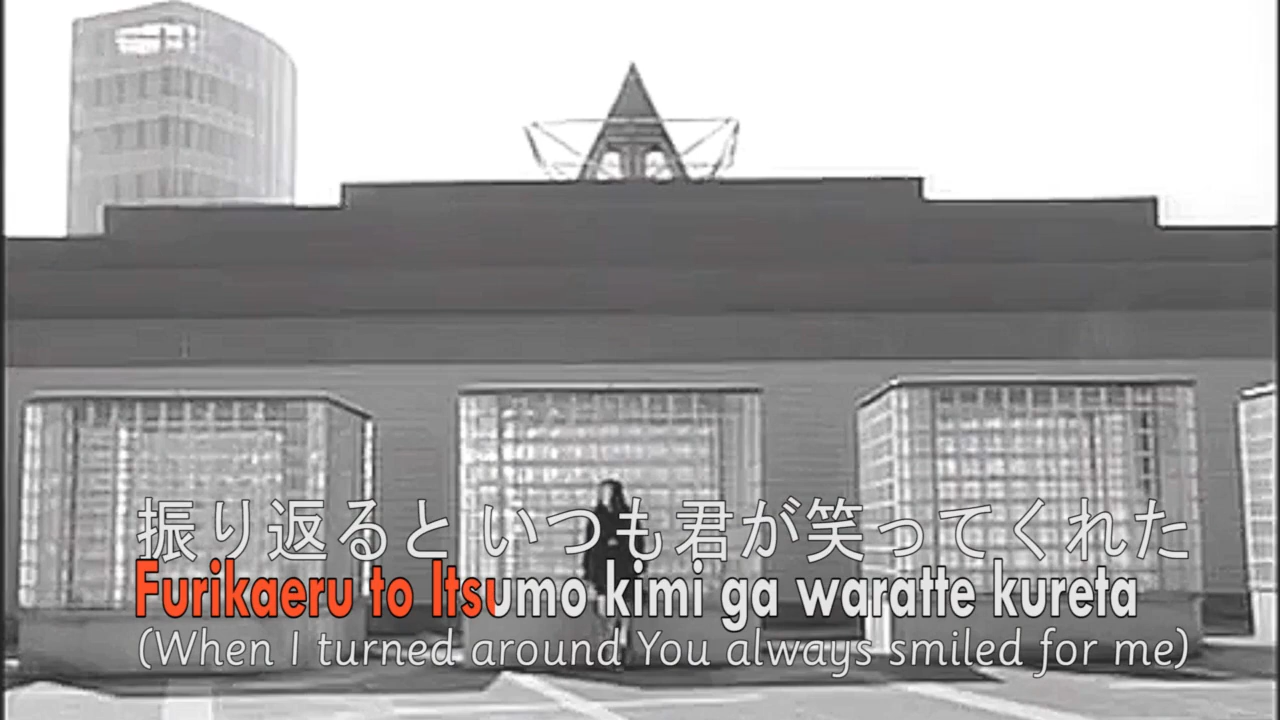 振り返ると いつも君が笑ってくれた
Furikaeru to Itsumo kimi ga waratte kureta
(When I turned around You always smiled for me)